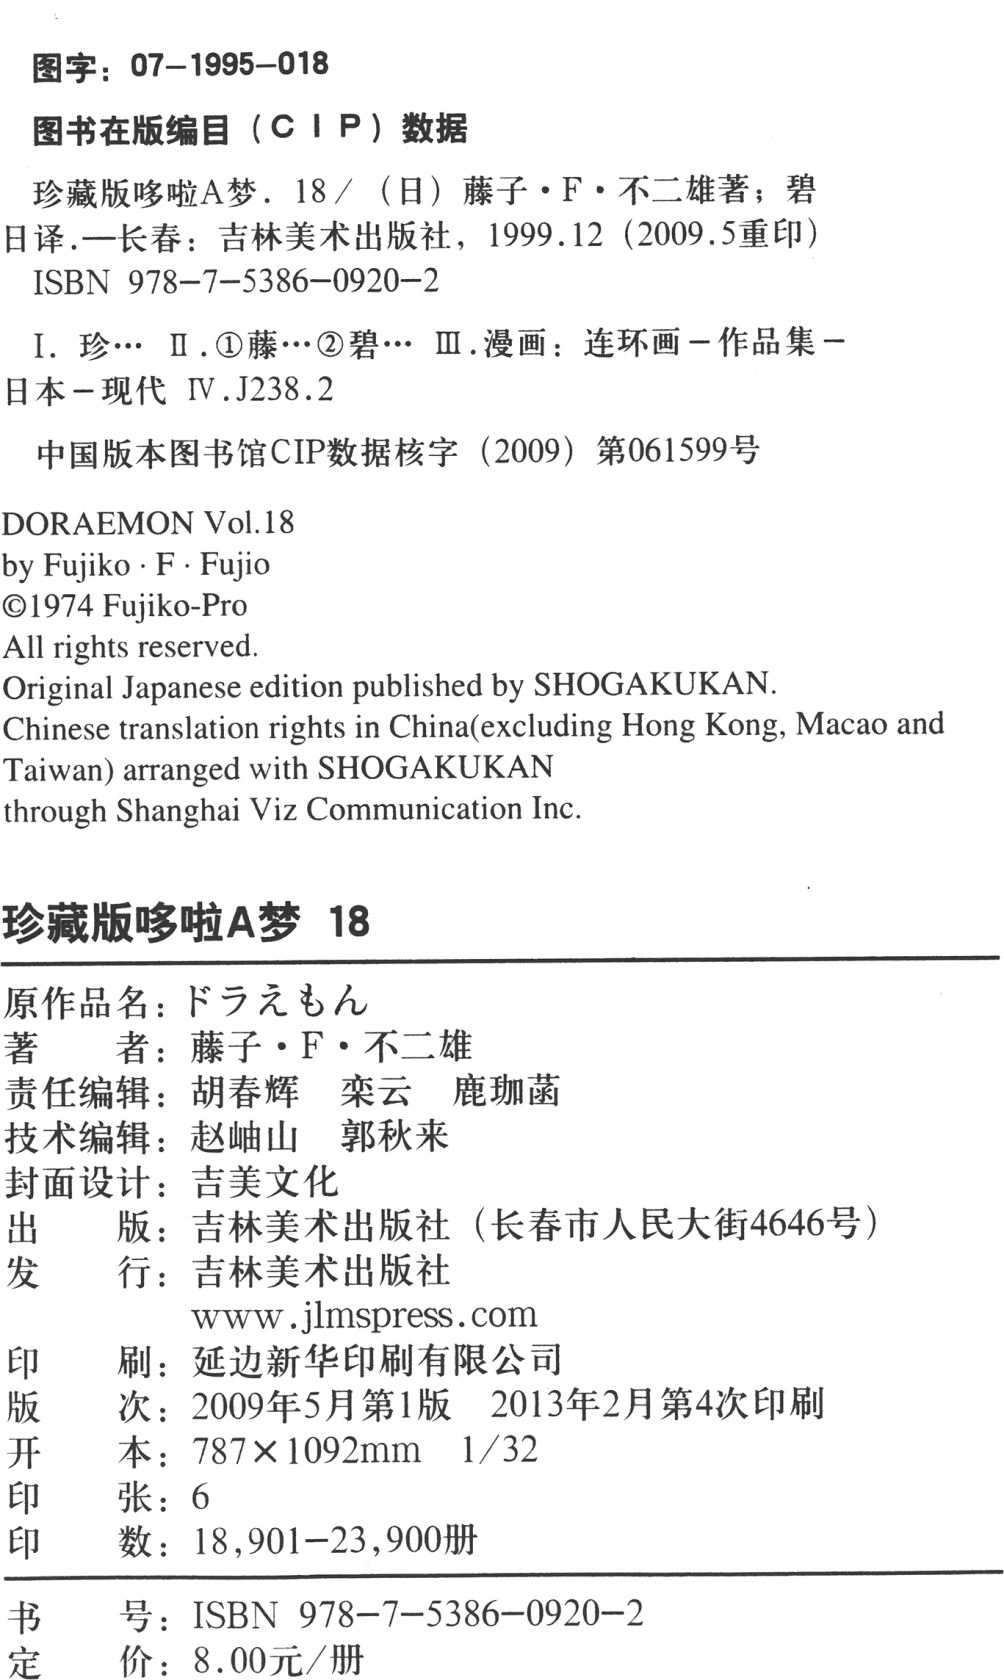 图字：07-1995-018
图书在版编目（CIP）数据
珍藏版哆啦A梦．18／（日）藤子·F·不二雄著；碧
日译.—长春：吉林美术出版社，1999.12（2009.5重印）
ISBN 978-7-5386-0920-2
Ⅰ．珍… Ⅱ.①藤…②碧… Ⅲ.漫画：连环画－作品集－
日本－现代 Ⅳ.J238.2
中国版本图书馆CIP数据核字（2009）第061599号
DORAEMON Vol.18
by Fujiko · F · Fujio
©1974 Fujiko-Pro
All rights reserved.
Original Japanese edition published by SHOGAKUKAN.
Chinese translation rights in China(excluding Hong Kong, Macao and
Taiwan) arranged with SHOGAKUKAN
through Shanghai Viz Communication Inc.
珍藏版哆啦A梦 18
原作品名：ドラえもん
著　　者：藤子·F·不二雄
责任编辑：胡春辉　栾云　鹿珈菡
技术编辑：赵岫山　郭秋来
封面设计：吉美文化
出　　版：吉林美术出版社（长春市人民大街4646号）
发　　行：吉林美术出版社
www.jlmspress.com
印　　刷：延边新华印刷有限公司
版　　次：2009年5月第1版　2013年2月第4次印刷
开　　本：787×1092mm　1/32
印　　张：6
印　　数：18,901-23,900册
书　　号：ISBN 978-7-5386-0920-2
定　　价：8.00元/册